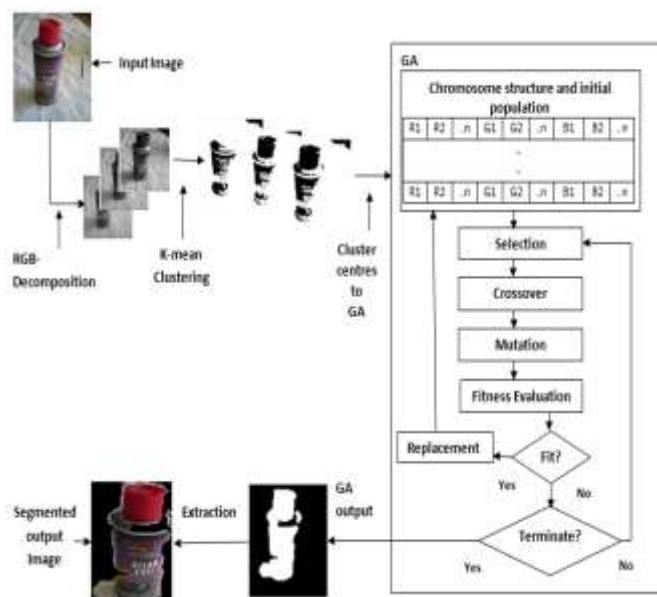 Input Image
RGB-
Decomposition
K-mean
Clustering
Cluster
centres
to
GA
GA
Chromosome structure and initial
population
R1 R2 ..n G1 G2 ..n B1 B2 ..n
R1 R2 ..n G1 G2 ..n B1 B2 ..n
Selection
Crossover
Mutation
Fitness Evaluation
Replacement
Fit?
Yes
No
Terminate?
Yes
No
GA
output
Extraction
Segmented
output
Image